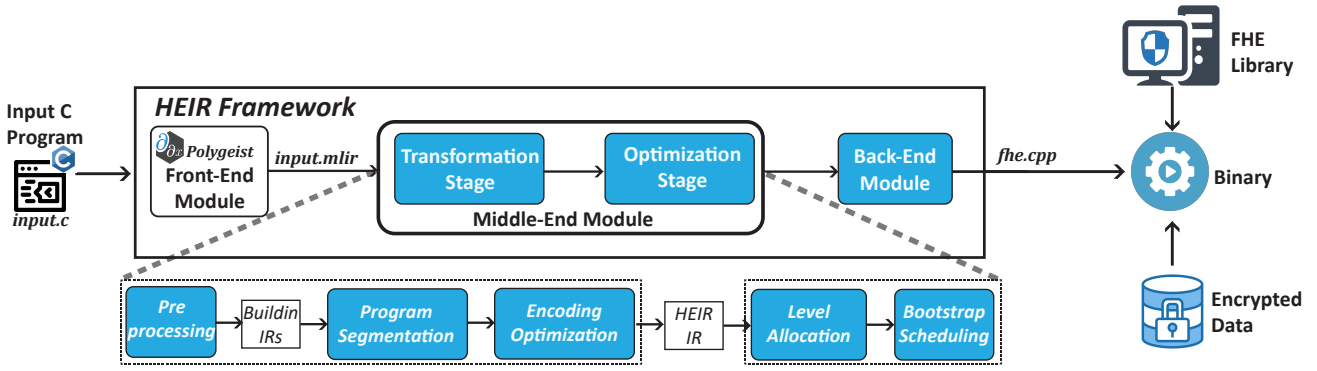 FHE
Library
HEIR Framework
Input C
Program
C
input.c
∂
∂x Polygeist
Front-End
Module
input.mlir
Transformation
Stage
Optimization
Stage
Middle-End Module
Back-End
Module
fhe.cpp
Binary
Pre
processing
Buildin
IRs
Program
Segmentation
Encoding
Optimization
HEIR
IR
Level
Allocation
Bootstrap
Scheduling
Encrypted
Data